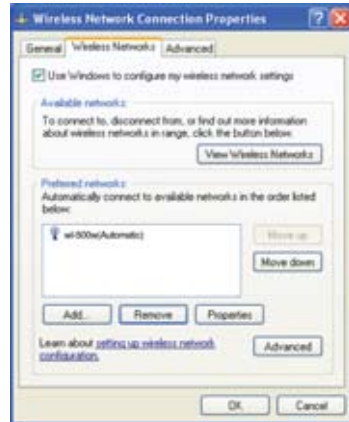 Wireless Network Connection Properties
General Wireless Networks Advanced
Use Windows to configure my wireless network settings
Available networks:
To connect to, disconnect from, or find out more information
about wireless networks in range, click the button below.
View Wireless Networks
Preferred networks:
Automatically connect to available networks in the order listed
below:
(Automatic)
Move up
Move down
Add...
Remove
Properties
Learn about setting up wireless network
configuration.
Advanced
OK
Cancel